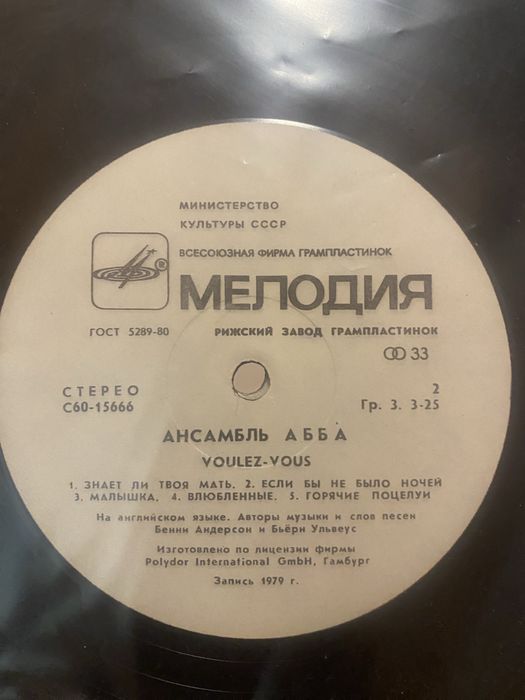 МИНИСТЕРСТВО
КУЛЬТУРЫ СССР
ВСЕСОЮЗНАЯ ФИРМА ГРАМПЛАСТИНОК
®
МЕЛОДИЯ
ГОСТ 5289-80 РИЖСКИЙ ЗАВОД ГРАМПЛАСТИНОК
33
СТЕРЕО 2
С60-15666 Гр. 3. 3-25
АНСАМБЛЬ АББА
VOULEZ-VOUS
1. ЗНАЕТ ЛИ ТВОЯ МАТЬ. 2. ЕСЛИ БЫ НЕ БЫЛО НОЧЕЙ
3. МАЛЫШКА. 4. ВЛЮБЛЕННЫЕ. 5. ГОРЯЧИЕ ПОЦЕЛУИ
На английском языке. Авторы музыки и слов песен
Бенни Андерсон и Бьёрн Ульвеус
Изготовлено по лицензии фирмы
Polydor International GmbH, Гамбург
Запись 1979 г.